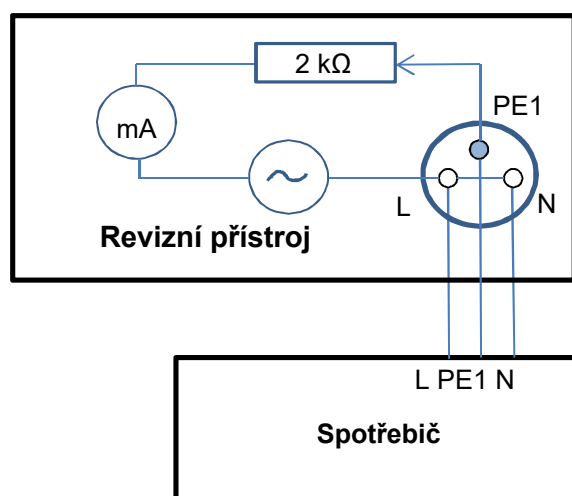 2 kΩ
PE1
mA
L
N
Revizní přístroj
L PE1 N
Spotřebič